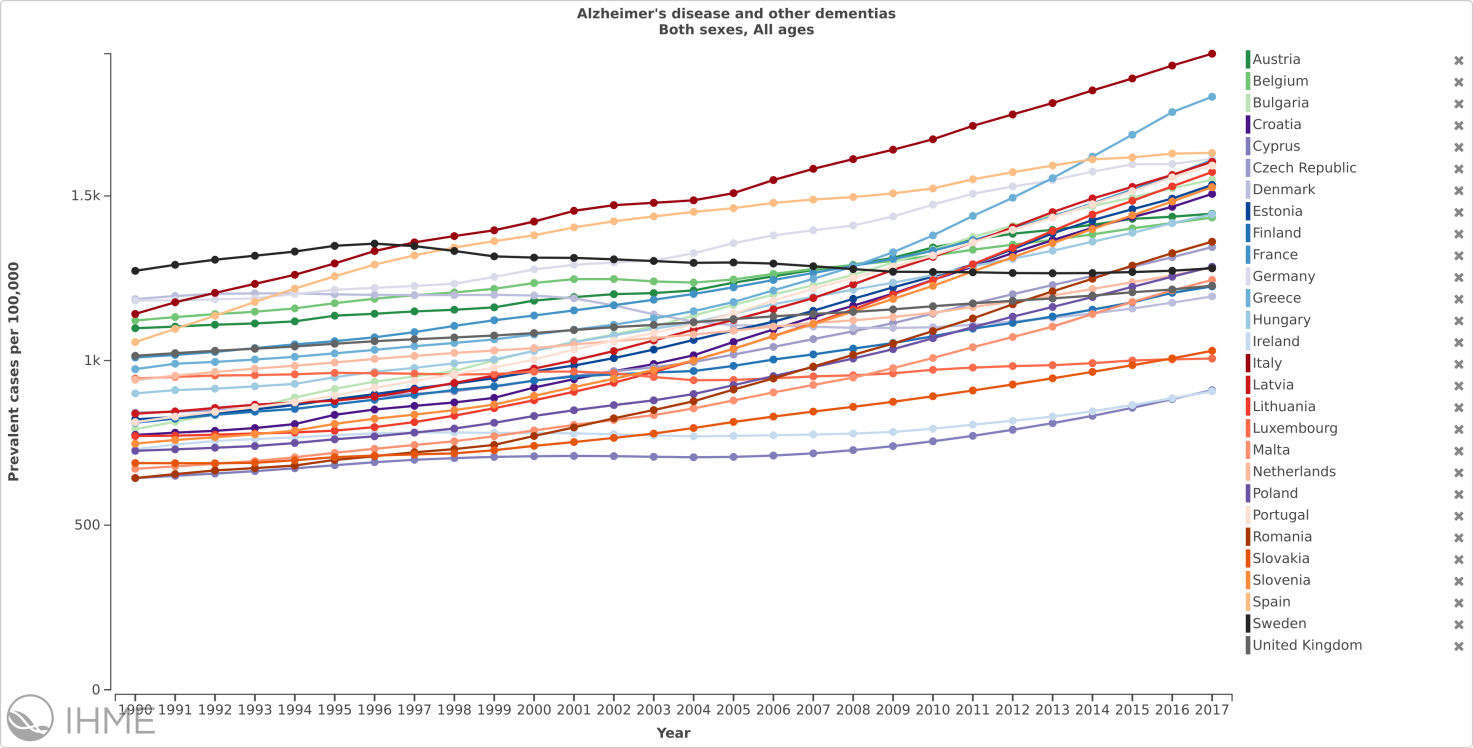 Alzheimer's disease and other dementias
Both sexes, All ages
Prevalent cases per 100,000
1.5k
1k
500
0
1990 1991 1992 1993 1994 1995 1996 1997 1998 1999 2000 2001 2002 2003 2004 2005 2006 2007 2008 2009 2010 2011 2012 2013 2014 2015 2016 2017
Year
IHME
Austria
Belgium
Bulgaria
Croatia
Cyprus
Czech Republic
Denmark
Estonia
Finland
France
Germany
Greece
Hungary
Ireland
Italy
Latvia
Lithuania
Luxembourg
Malta
Netherlands
Poland
Portugal
Romania
Slovakia
Slovenia
Spain
Sweden
United Kingdom